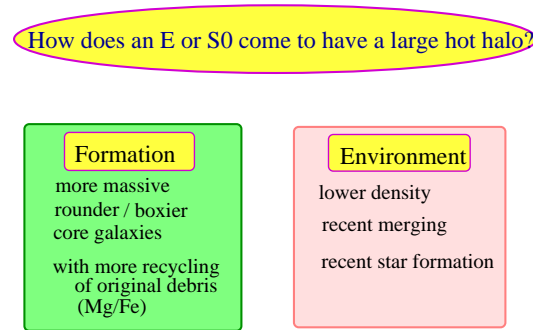 How does an E or S0 come to have a large hot halo?
Formation
more massive
rounder / boxier
core galaxies
with more recycling
of original debris
(Mg/Fe)
Environment
lower density
recent merging
recent star formation